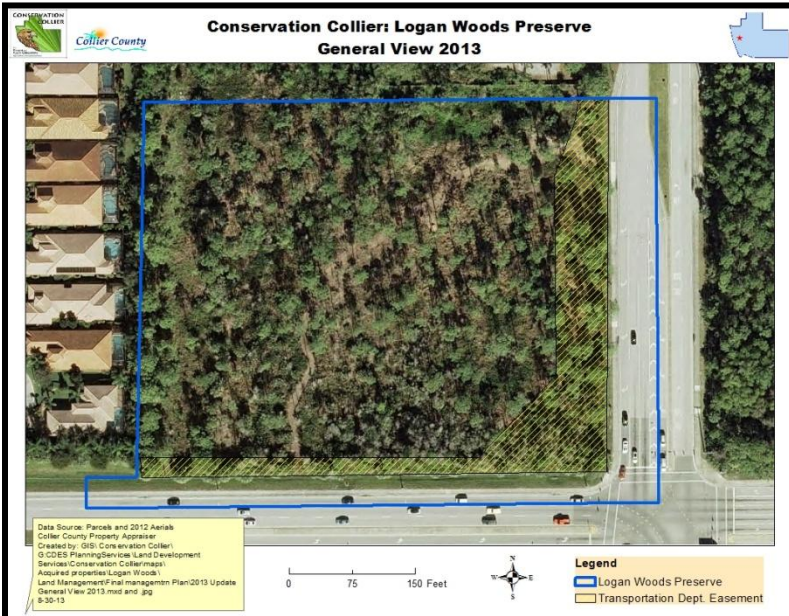 CONSERVATION
COLLIER
Collier County
Conservation Collier: Logan Woods Preserve
General View 2013
Data Source: Parcels and 2012 Aerials
Collier County Property Appraiser
Created by: GIS\ Conservation Collier\
G:CDES PlanningServices\Land Development
Services\Conservation Collier\maps\
Acquired properties\Logan Woods\
Land Management\Final managemtrn Plan\2013 Update
General View 2013.mxd and .jpg
8-30-13
0 75 150 Feet
N
W E
S
Legend
Logan Woods Preserve
Transportation Dept. Easement